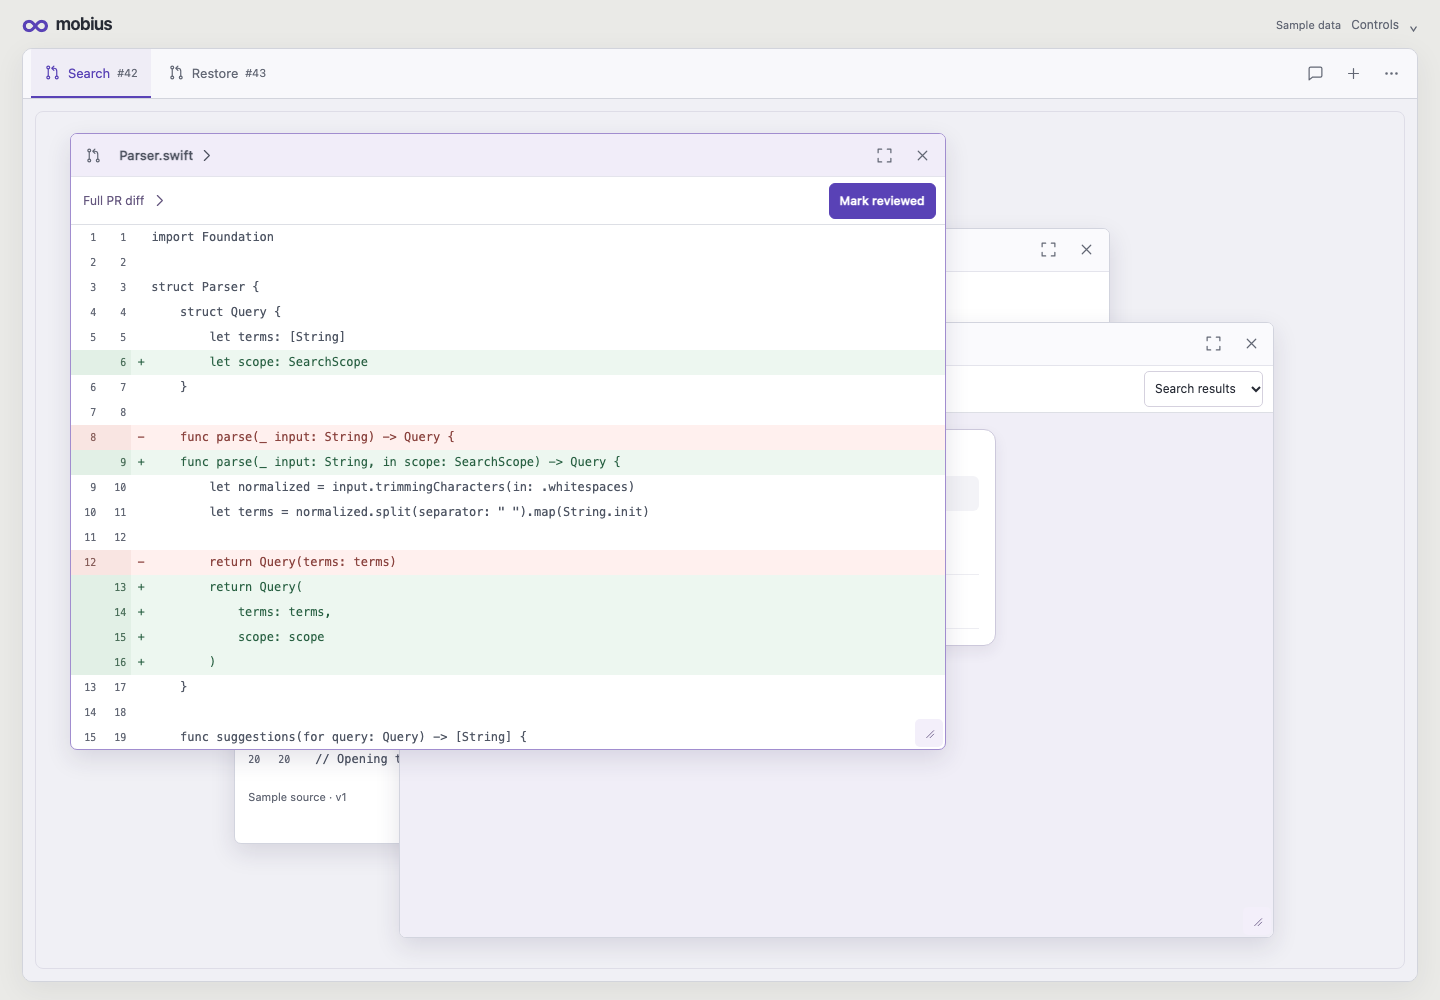 mobius
Sample data Controls
Search #42 Restore #43
Parser.swift
Full PR diff
Mark reviewed
1 1 import Foundation
2 2
3 3 struct Parser {
4 4 struct Query {
5 5 let terms: [String]
6 + let scope: SearchScope
6 7 }
7 8
8 − func parse(_ input: String) -> Query {
9 + func parse(_ input: String, in scope: SearchScope) -> Query {
9 10 let normalized = input.trimmingCharacters(in: .whitespaces)
10 11 let terms = normalized.split(separator: " ").map(String.init)
11 12
12 − return Query(terms: terms)
13 + return Query(
14 + terms: terms,
15 + scope: scope
16 + )
13 17 }
14 18
15 19 func suggestions(for query: Query) -> [String] {
Search results
20 20 // Opening
Sample source · v1